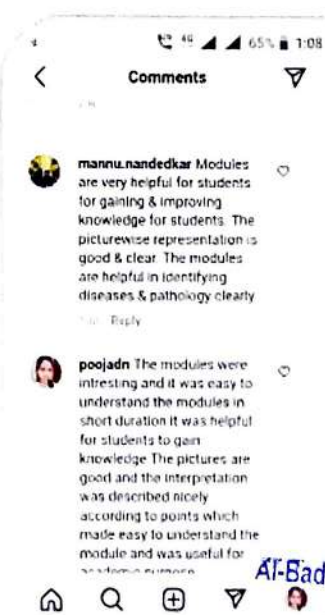 4G 65% 1:08
Comments
mannu.nandedkar Modules
are very helpful for students
for gaining & improving
knowledge for students. The
picturewise representation is
good & clear. The modules
are helpful in identifying
diseases & pathology clearly
Reply
poojadn The modules were
intresting and it was easy to
understand the modules in
short duration it was helpful
for students to gain
knowledge The pictures are
good and the interpretation
was described nicely
according to points which
made easy to understand the
module and was useful for
Al-Bad